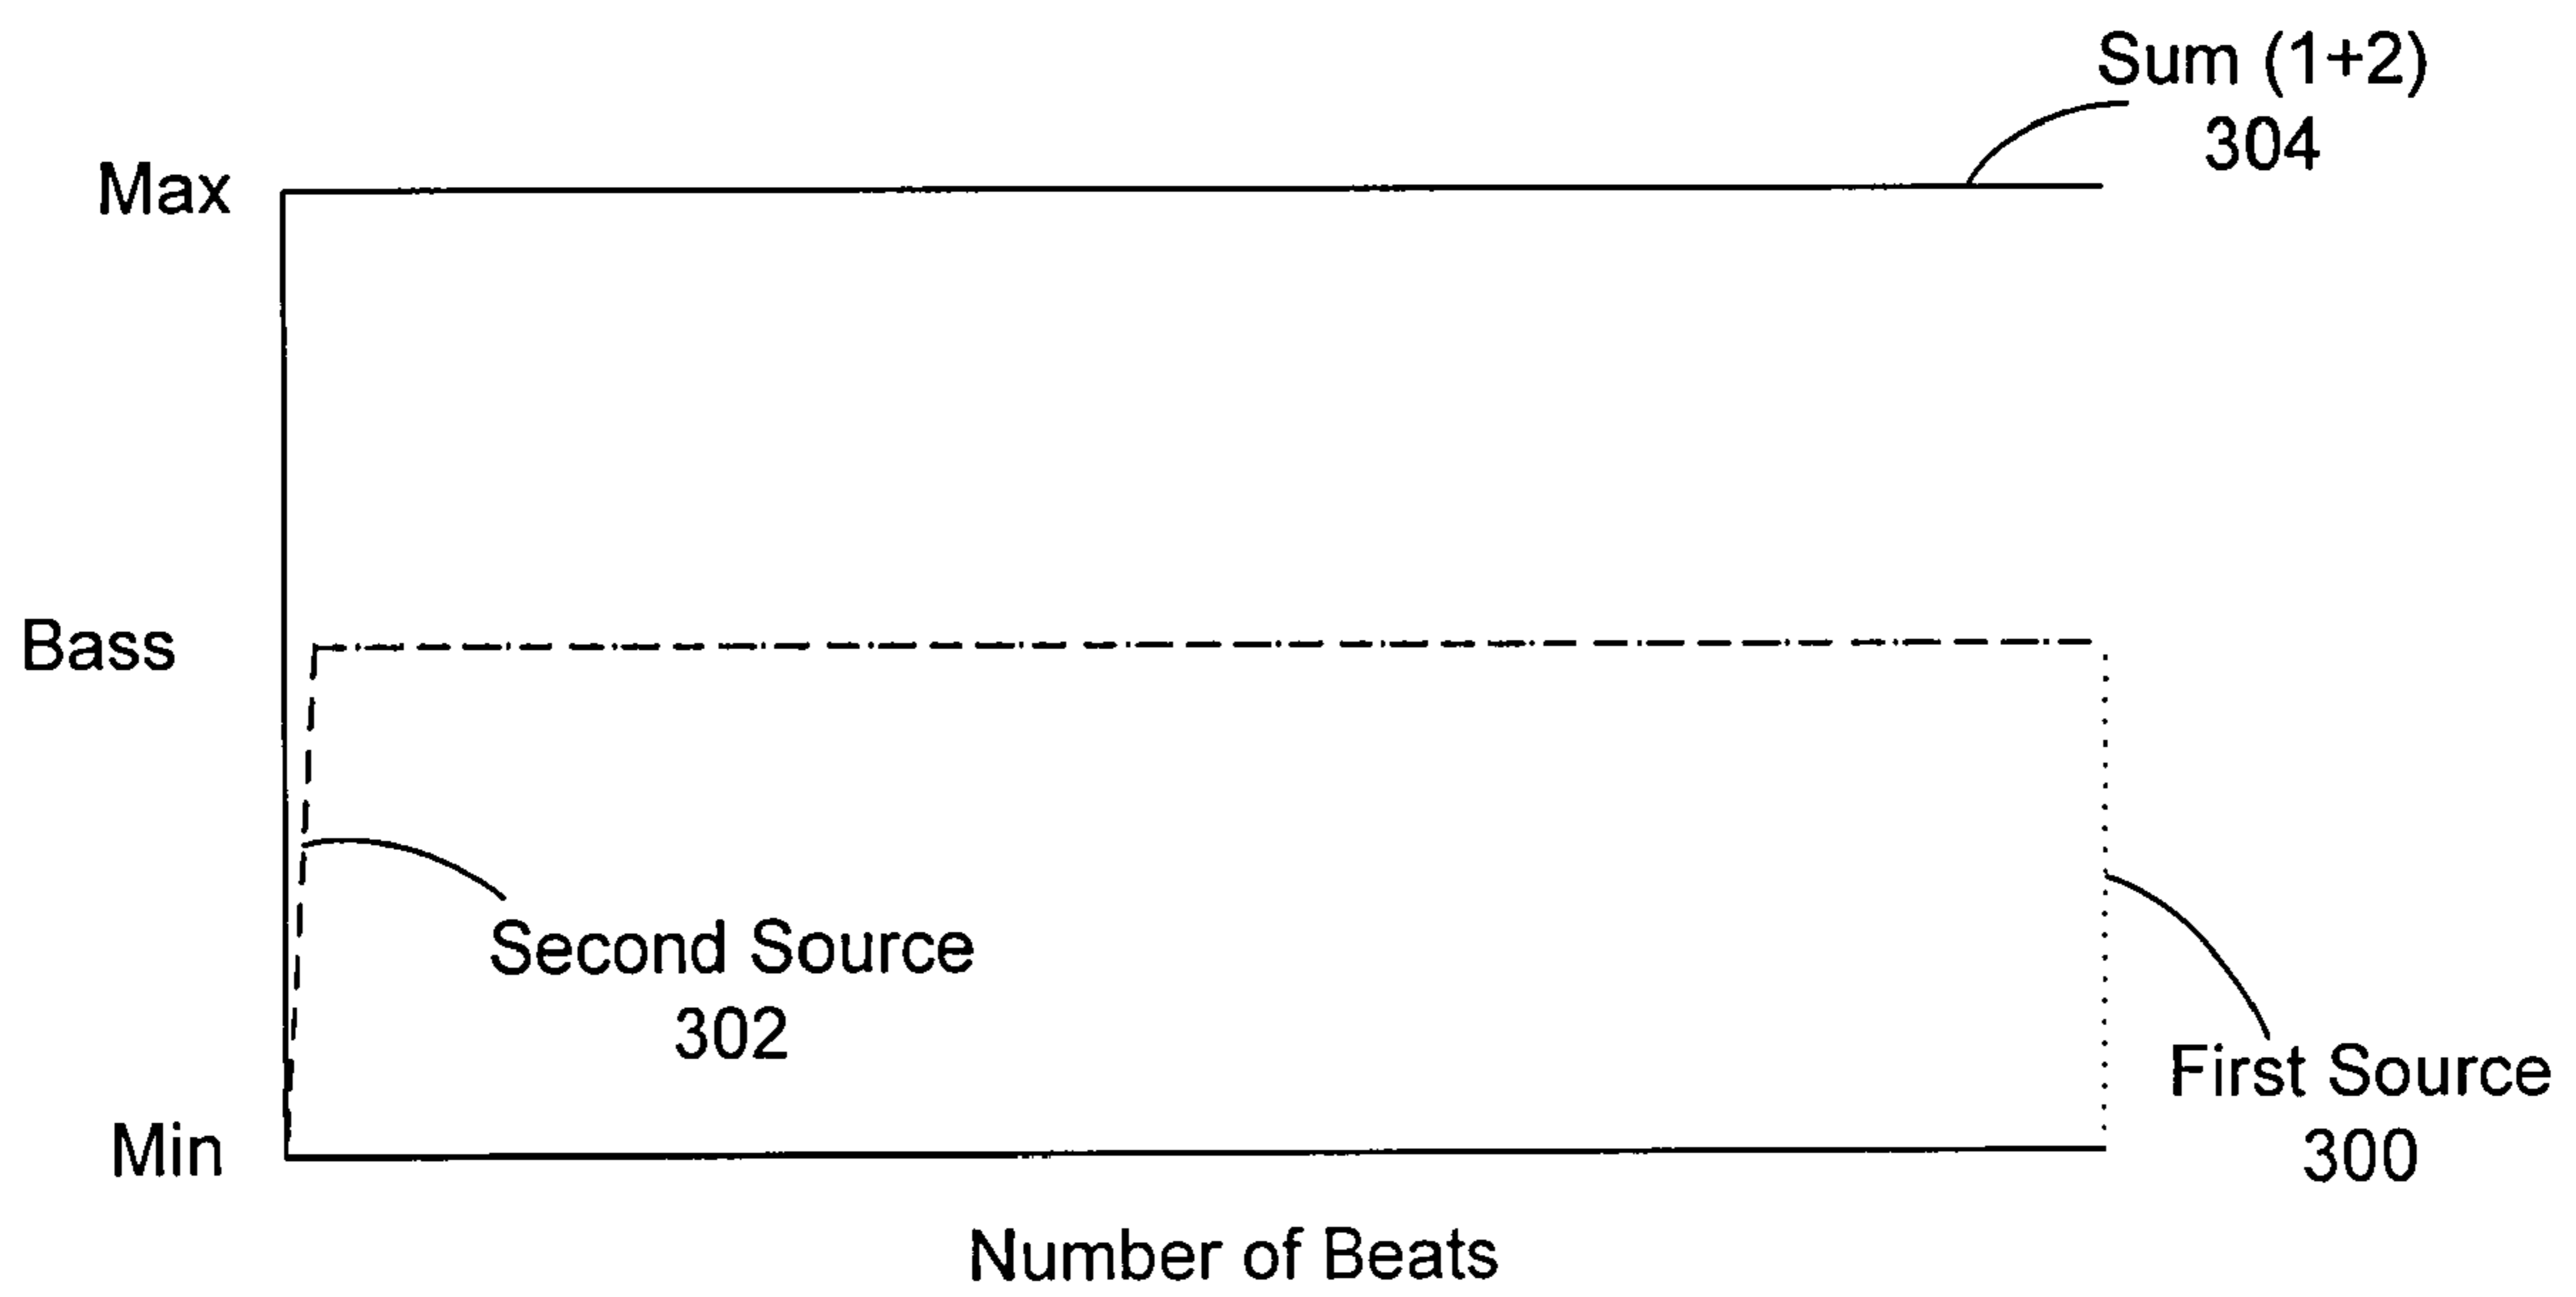 Sum (1+2)
304
Max
Bass
Second Source
302
First Source
300
Min
Number of Beats